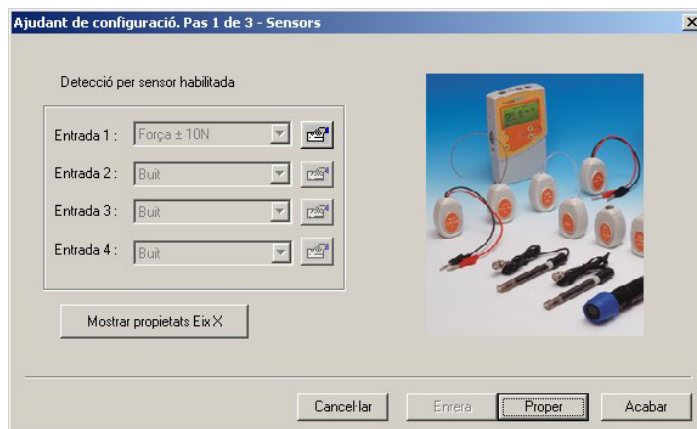 Ajudant de configuració. Pas 1 de 3 - Sensors
Detecció per sensor habilitada
Entrada 1 : Força ± 10N
Entrada 2 : Buit
Entrada 3 : Buit
Entrada 4 : Buit
Mostrar propietats Eix X
Cancel·lar Enrera Proper Acabar